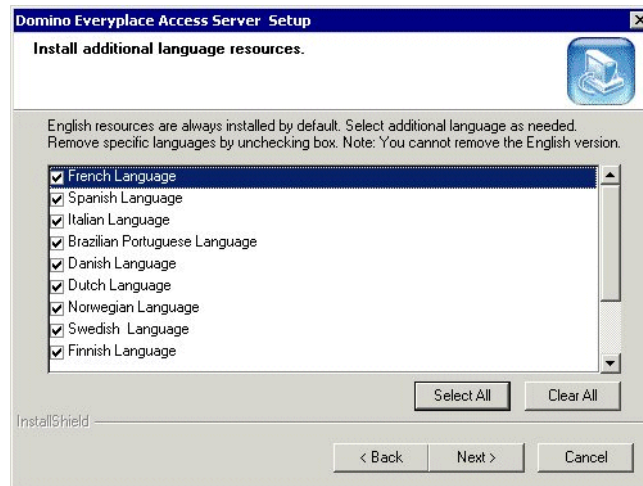 Domino Everyplace Access Server  Setup
Install additional language resources.
English resources are always installed by default. Select additional language as needed.
Remove specific languages by unchecking box. Note: You cannot remove the English version.
French Language
Spanish Language
Italian Language
Brazilian Portuguese Language
Danish Language
Dutch Language
Norwegian Language
Swedish  Language
Finnish Language
Select All
Clear All
InstallShield
< Back
Next >
Cancel